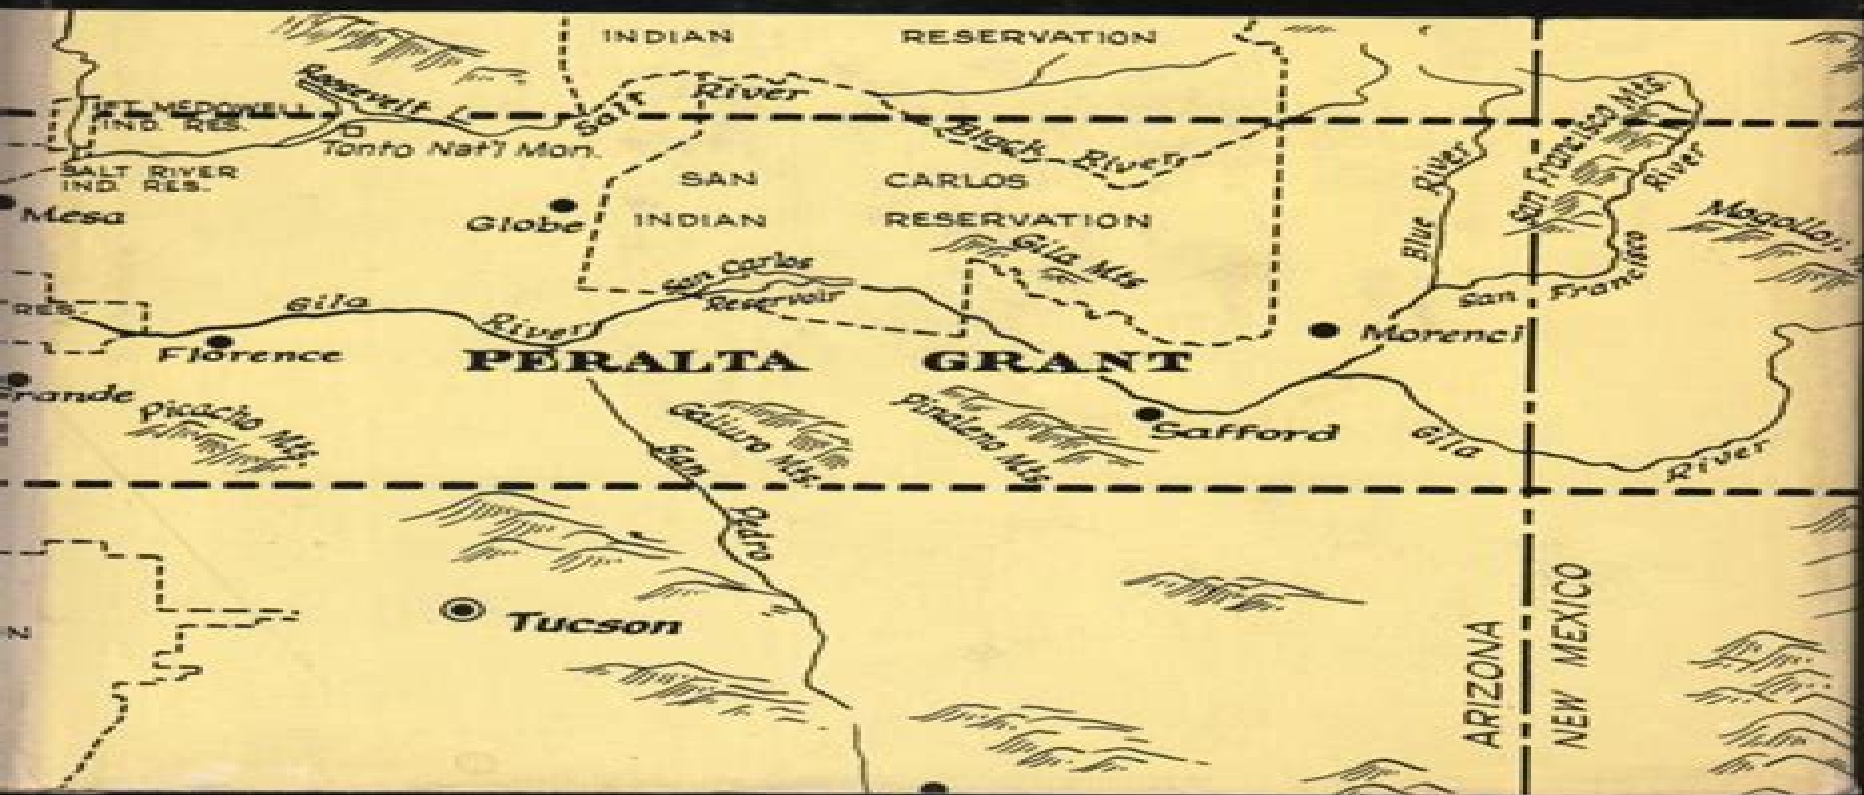 INDIAN RESERVATION
Roosevelt
River
Salt
FT. McDOWELL
IND. RES.
Tonto Nat'l Mon.
Black River
San Francisco Mts.
River
SALT RIVER
IND. RES.
SAN CARLOS
Blue River
Mesa
Globe
INDIAN RESERVATION
Mogollon
Gila Mts
San Carlos
Reservoir
San Francisco
RES.
Gila
River
Morenci
Florence
PERALTA GRANT
rande
Picacho Mts.
Galiuro Mts.
Pinaleno Mts
Safford
Gila
River
San
Pedro
Tucson
ARIZONA
NEW MEXICO